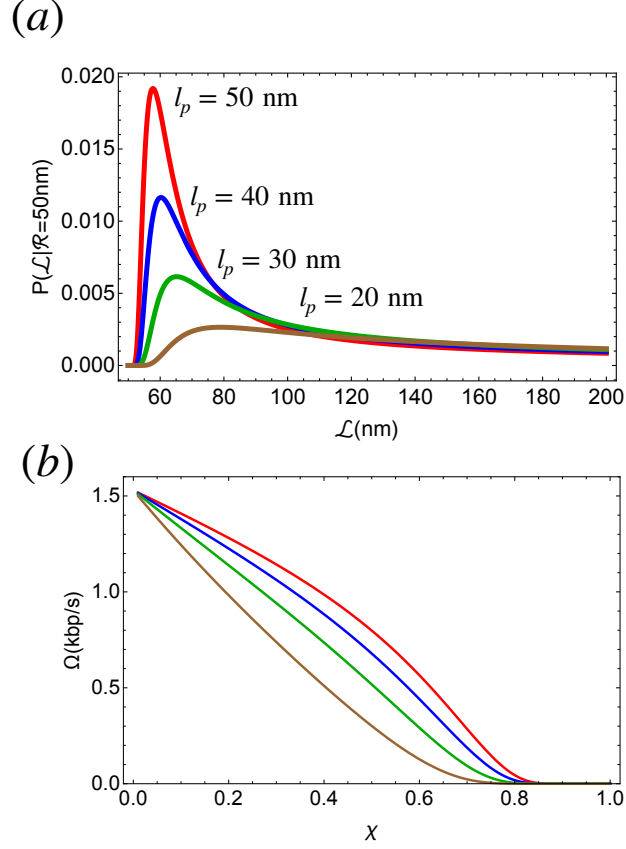 (a)
0.020
0.015
0.010
0.005
0.000
P(ℒ|ℛ=50nm)
l_p = 50 nm
l_p = 40 nm
l_p = 30 nm
l_p = 20 nm
60 80 100 120 140 160 180 200
ℒ(nm)
(b)
1.5
1.0
0.5
0.0
Ω(kbp/s)
0.0 0.2 0.4 0.6 0.8 1.0
χ